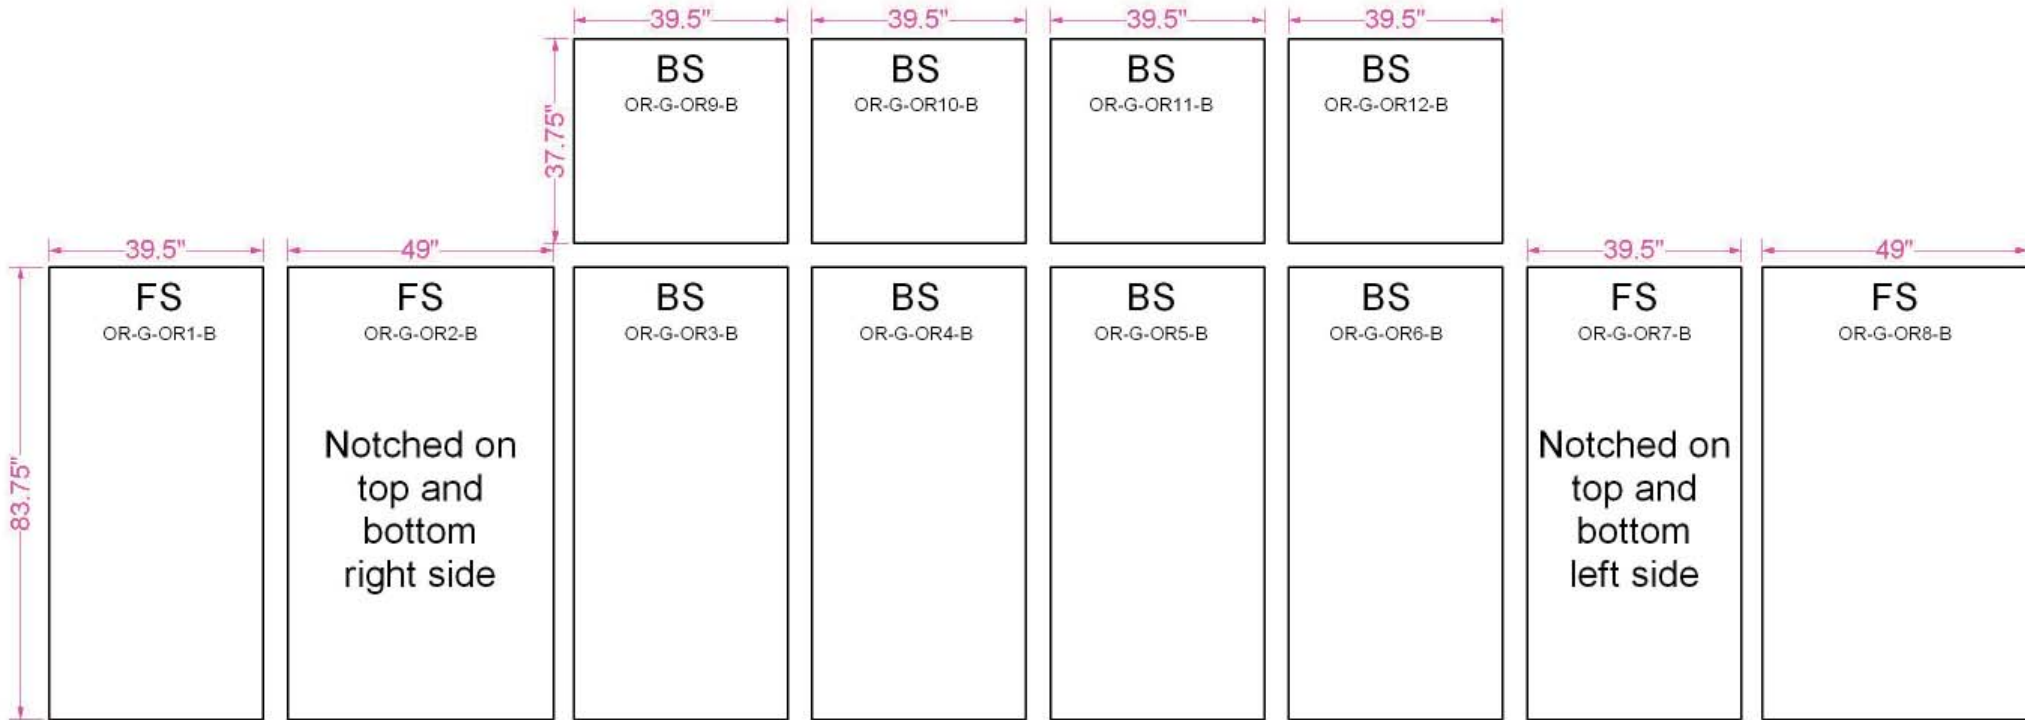 39.5"
39.5"
39.5"
39.5"
37.75"
BS
OR-G-OR9-B
BS
OR-G-OR10-B
BS
OR-G-OR11-B
BS
OR-G-OR12-B
39.5"
49"
39.5"
49"
83.75"
FS
OR-G-OR1-B
FS
OR-G-OR2-B
Notched on
top and
bottom
right side
BS
OR-G-OR3-B
BS
OR-G-OR4-B
BS
OR-G-OR5-B
BS
OR-G-OR6-B
FS
OR-G-OR7-B
Notched on
top and
bottom
left side
FS
OR-G-OR8-B